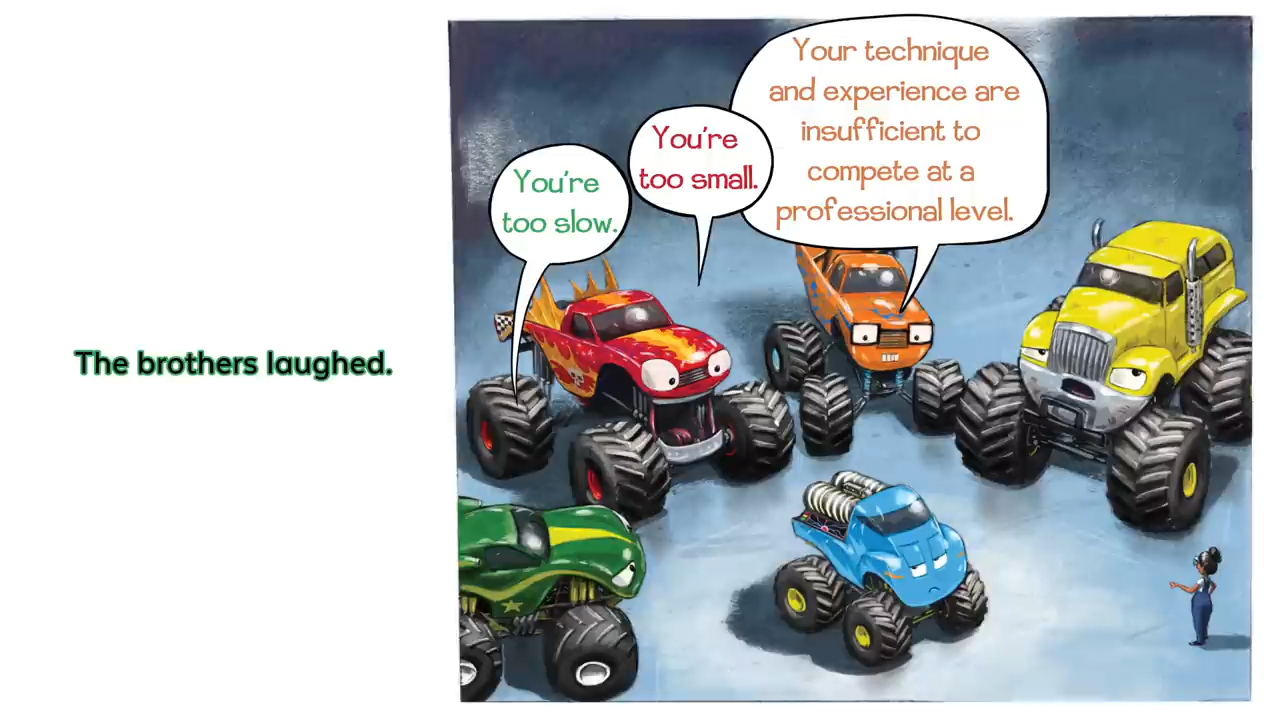 The brothers laughed.
You're
too slow.
You're
too small.
Your technique
and experience are
insufficient to
compete at a
professional level.